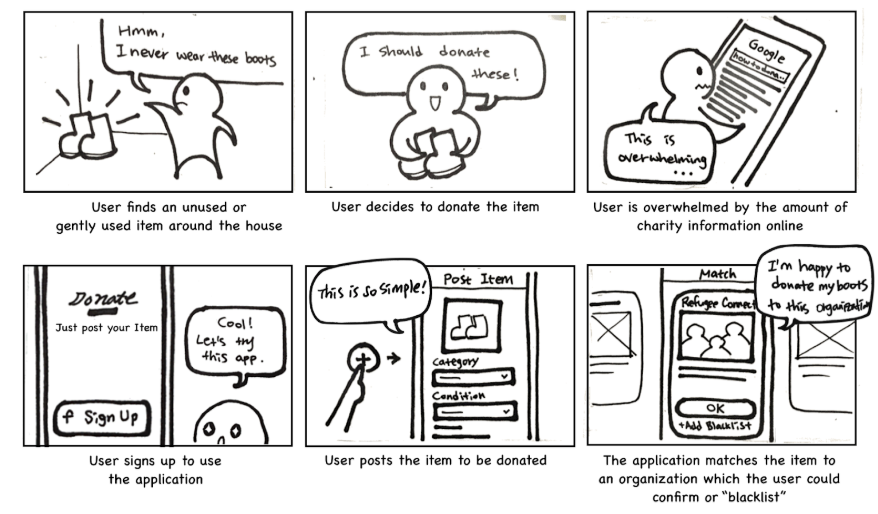 Hmm,
I never wear these boots
User finds an unused or
gently used item around the house
I should donate
these!
User decides to donate the item
Google
how to dona...
This is
overwhelming
...
User is overwhelmed by the amount of
charity information online
Donate
Just post your Item
f Sign Up
Cool!
Let's try
this app.
User signs up to use
the application
This is so simple!
+
Post Item
Category
Condition
User posts the item to be donated
Match
Refugee Connect
OK
+Add Blacklist
I'm happy to
donate my boots
to this organization
The application matches the item to
an organization which the user could
confirm or "blacklist"